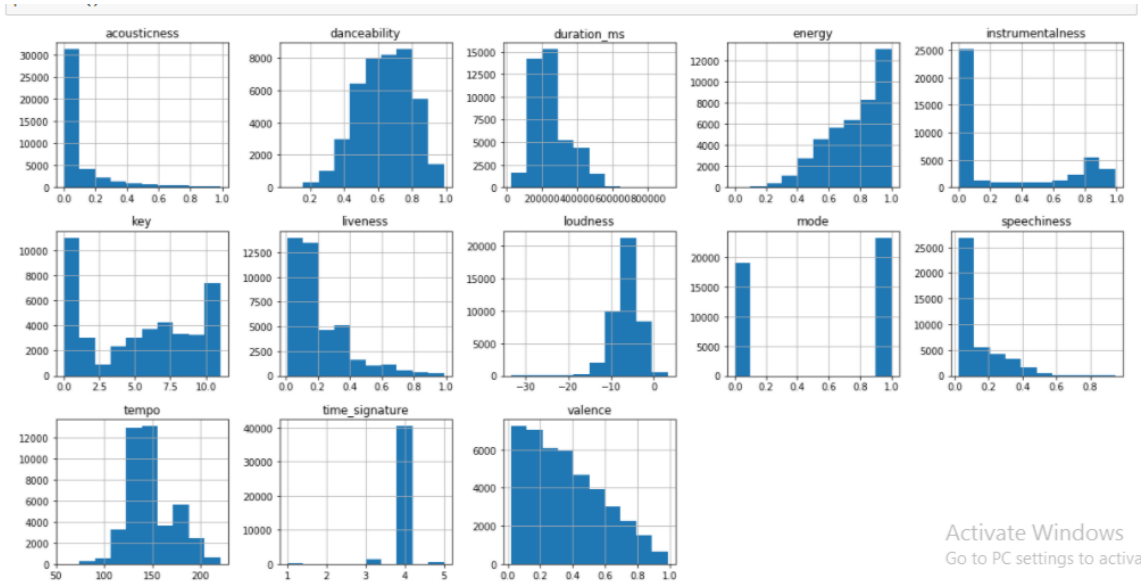 acousticness danceability duration_ms energy instrumentalness
30000 25000 20000 15000 10000 5000 0
0.0 0.2 0.4 0.6 0.8 1.0
8000 6000 4000 2000 0
0.2 0.4 0.6 0.8 1.0
15000 12500 10000 7500 5000 2500 0
0 200000400000600000800000
12000 10000 8000 6000 4000 2000 0
0.0 0.2 0.4 0.6 0.8 1.0
25000 20000 15000 10000 5000 0
0.0 0.2 0.4 0.6 0.8 1.0
key liveness loudness mode speechiness
10000 8000 6000 4000 2000 0
0.0 2.5 5.0 7.5 10.0
12500 10000 7500 5000 2500 0
0.0 0.2 0.4 0.6 0.8 1.0
20000 15000 10000 5000 0
−30 −20 −10 0
20000 15000 10000 5000 0
0.0 0.2 0.4 0.6 0.8 1.0
25000 20000 15000 10000 5000 0
0.0 0.2 0.4 0.6 0.8
tempo time_signature valence
12000 10000 8000 6000 4000 2000 0
50 100 150 200
40000 30000 20000 10000 0
1 2 3 4 5
6000 4000 2000 0
0.0 0.2 0.4 0.6 0.8 1.0
Activate Windows
Go to PC settings to activa